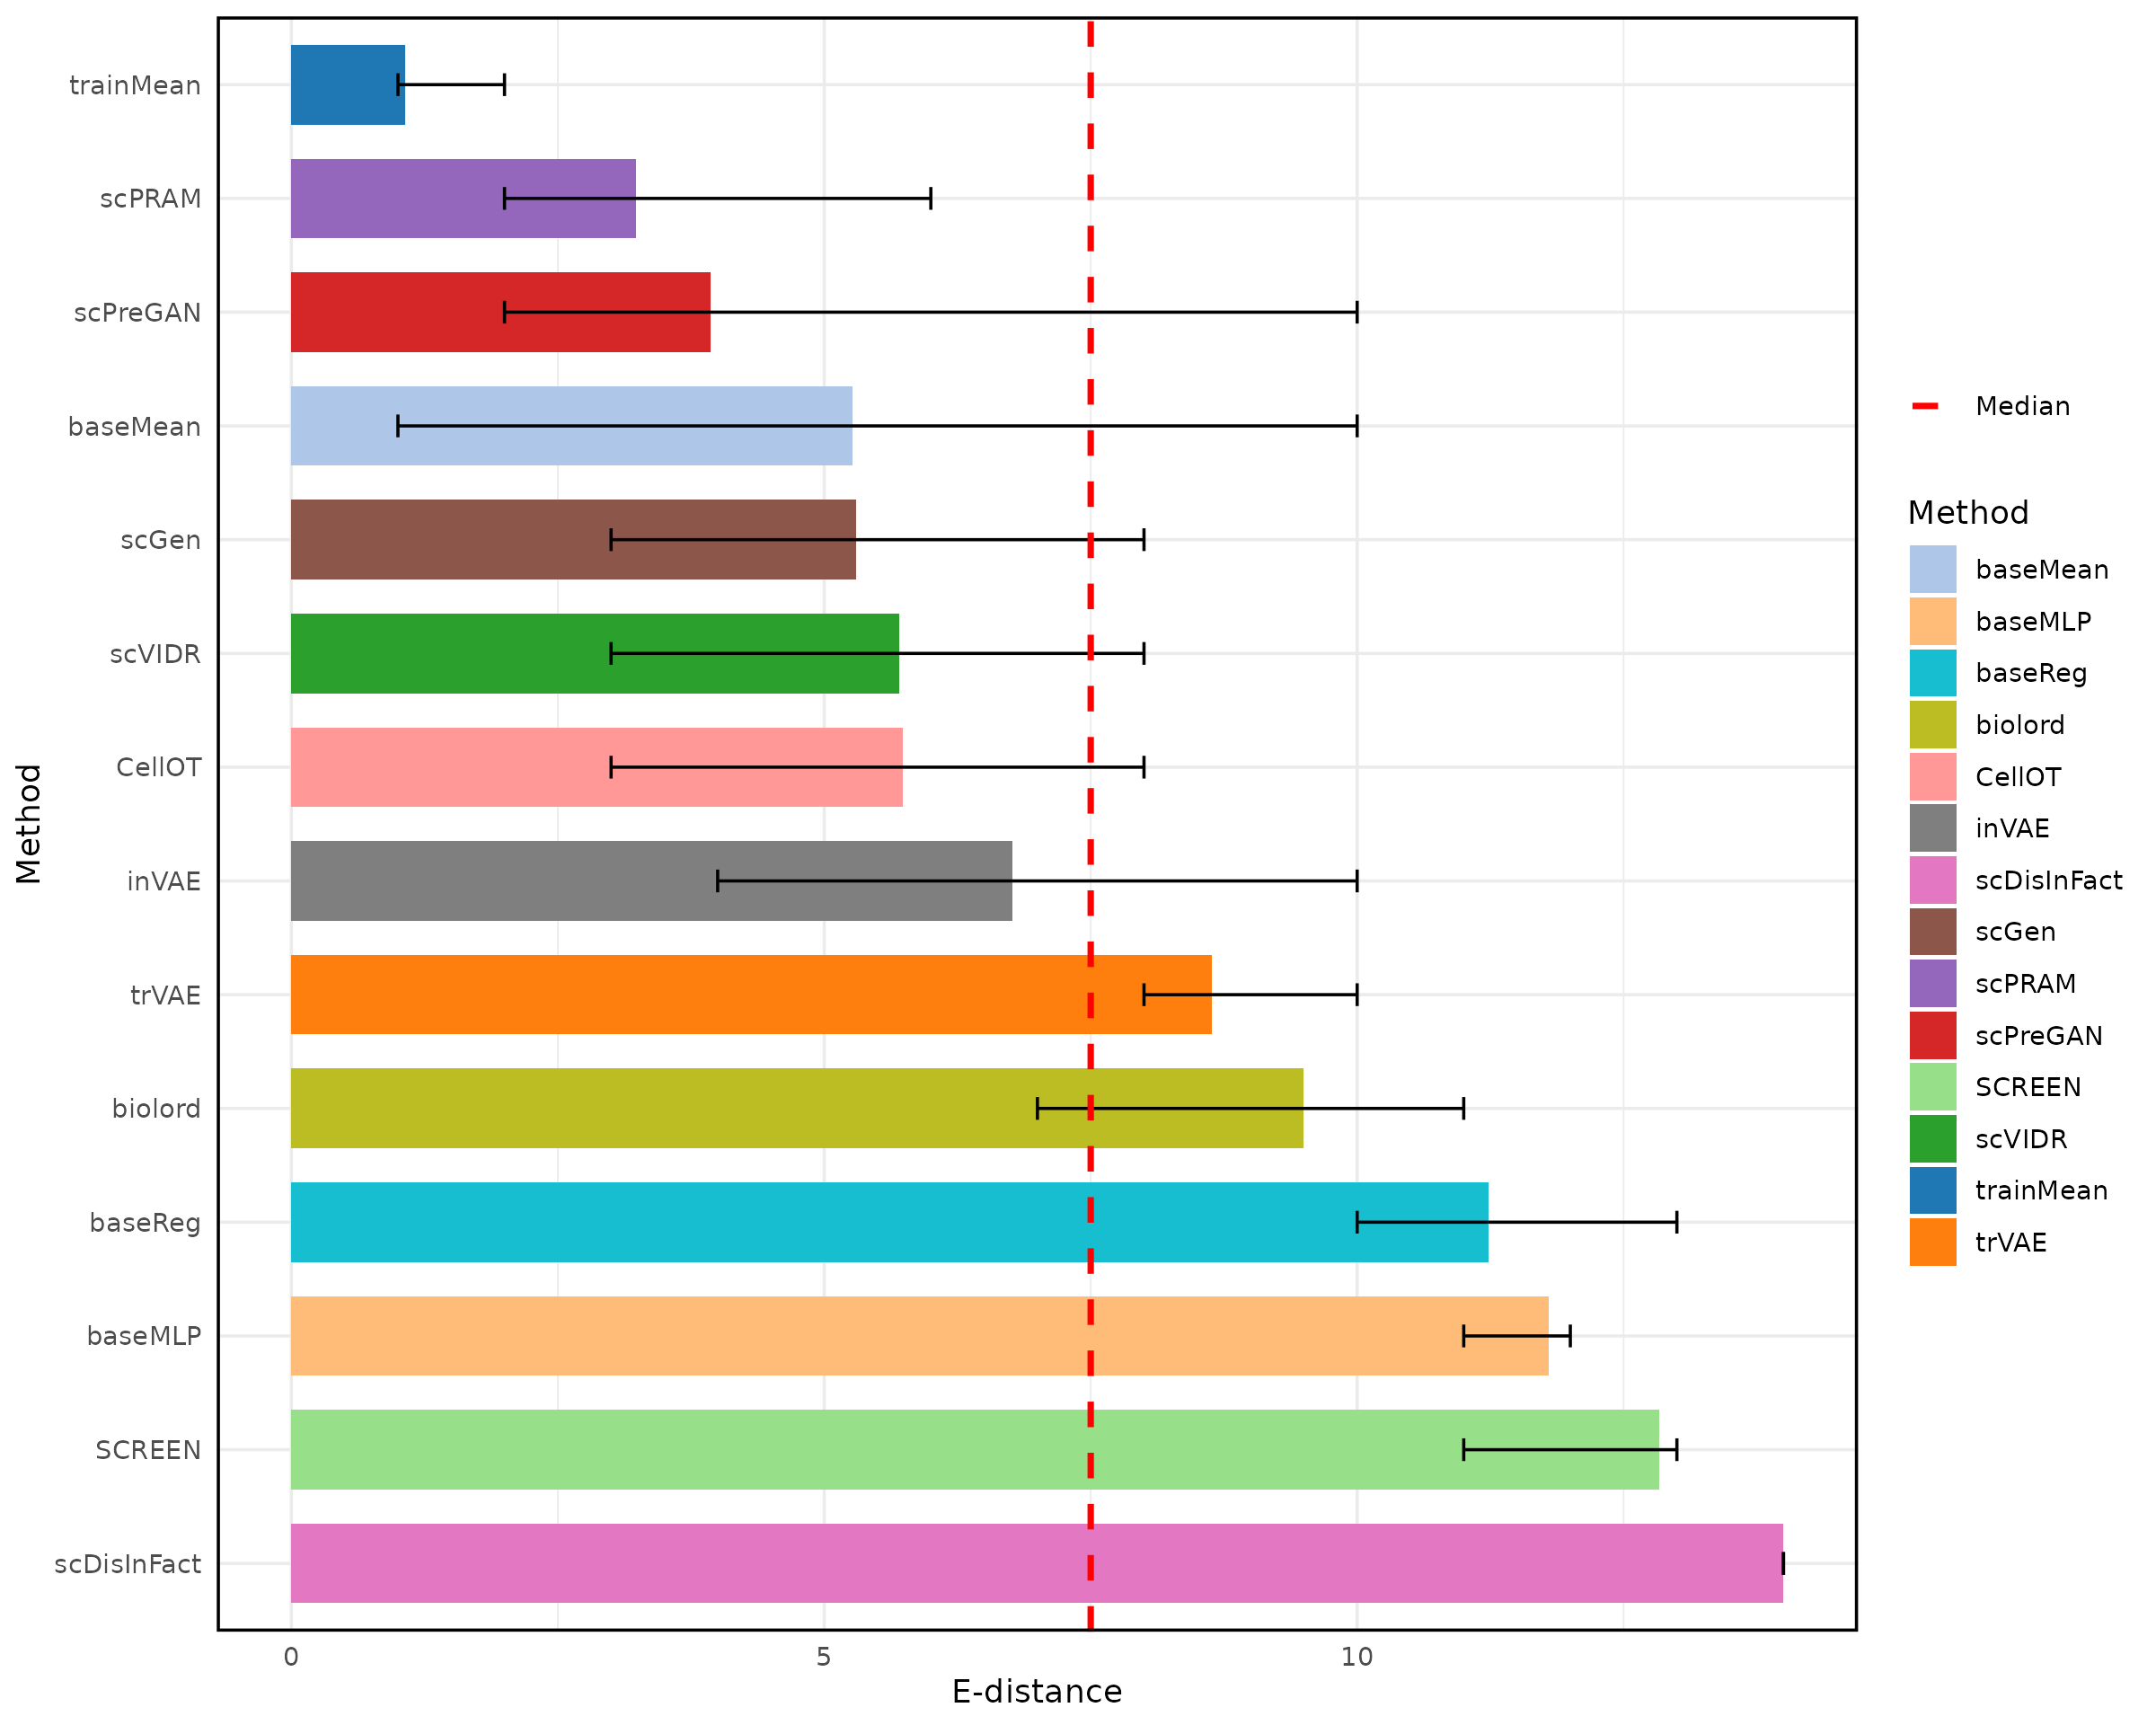 trainMean
scPRAM
scPreGAN
baseMean
scGen
scVIDR
CellOT
inVAE
trVAE
biolord
baseReg
baseMLP
SCREEN
scDisInFact
Method
0 5 10
E-distance
Median
Method
baseMean
baseMLP
baseReg
biolord
CellOT
inVAE
scDisInFact
scGen
scPRAM
scPreGAN
SCREEN
scVIDR
trainMean
trVAE